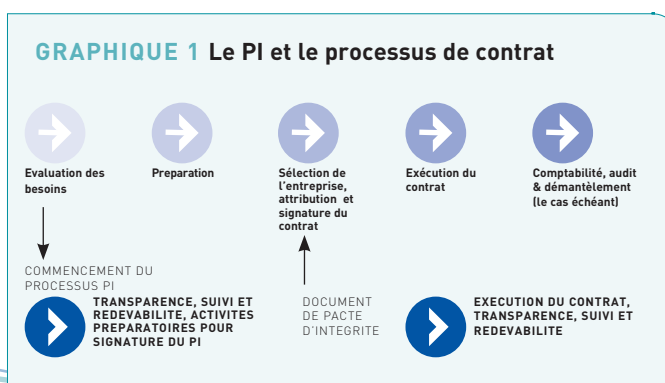 GRAPHIQUE 1 Le PI et le processus de contrat
Evaluation des
besoins
Preparation
Sélection de
l'entreprise,
attribution et
signature du
contrat
Exécution du
contrat
Comptabilité, audit
& démantèlement
(le cas échéant)
COMMENCEMENT DU
PROCESSUS PI
TRANSPARENCE, SUIVI ET
REDEVABILITE, ACTIVITES
PREPARATOIRES POUR
SIGNATURE DU PI
DOCUMENT
DE PACTE
D'INTEGRITE
EXECUTION DU CONTRAT,
TRANSPARENCE, SUIVI ET
REDEVABILITE